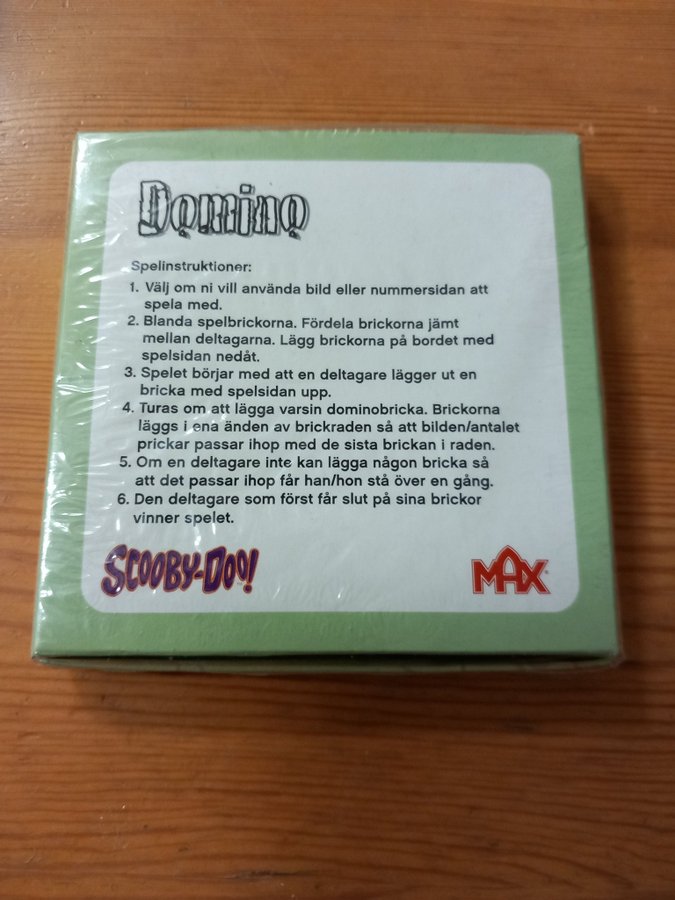 Domino
Spelinstruktioner:
1. Välj om ni vill använda bild eller nummersidan att
spela med.
2. Blanda spelbrickorna. Fördela brickorna jämt
mellan deltagarna. Lägg brickorna på bordet med
spelsidan nedåt.
3. Spelet börjar med att en deltagare lägger ut en
bricka med spelsidan upp.
4. Turas om att lägga varsin dominobricka. Brickorna
läggs i ena änden av brickraden så att bilden/antalet
prickar passar ihop med de sista brickan i raden.
5. Om en deltagare inte kan lägga någon bricka så
att det passar ihop får han/hon stå över en gång.
6. Den deltagare som först får slut på sina brickor
vinner spelet.
SCOOBY-DOO!
MAX